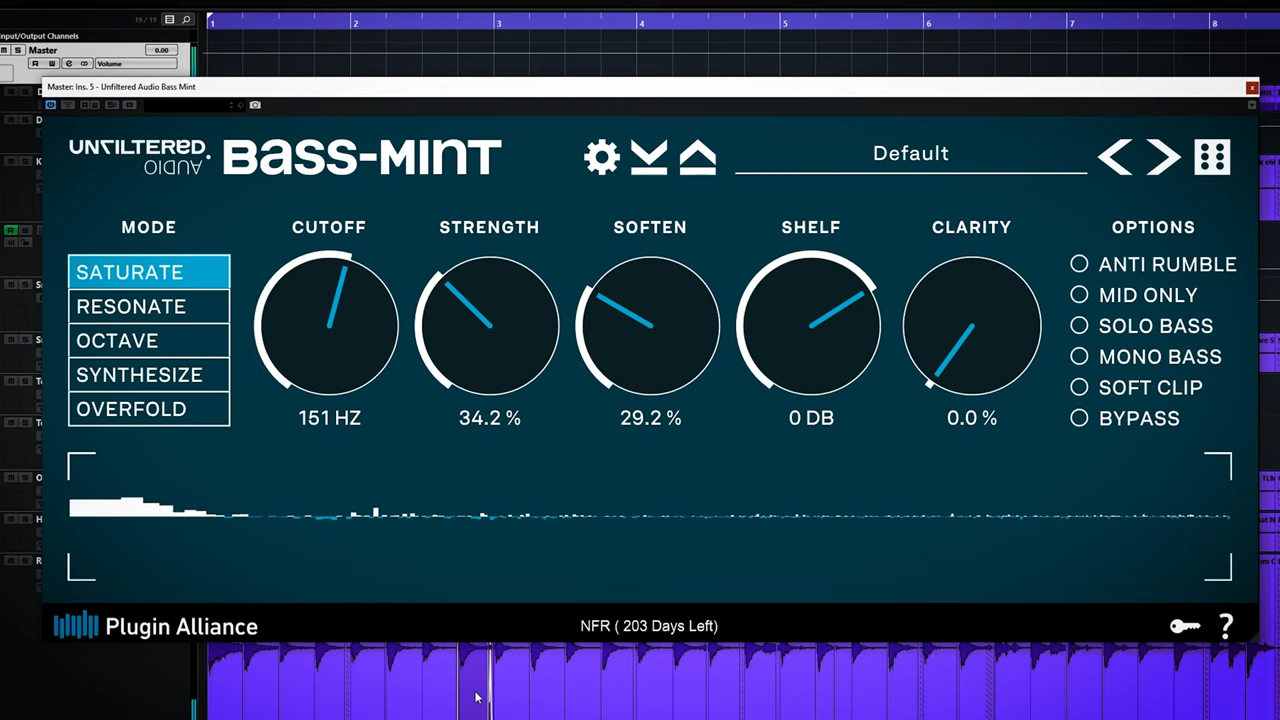 19 / 19
1 2 3 4 5 6 7 8
Input/Output Channels
M S Master 0.00
R W e Volume
Master: Ins. 5 - Unfiltered Audio Bass Mint
UNFILTERED AUDIO BASS-MINT Default
MODE CUTOFF STRENGTH SOFTEN SHELF CLARITY OPTIONS
SATURATE
RESONATE
OCTAVE
SYNTHESIZE
OVERFOLD
151 HZ 34.2 % 29.2 % 0 DB 0.0 %
ANTI RUMBLE
MID ONLY
SOLO BASS
MONO BASS
SOFT CLIP
BYPASS
Plugin Alliance NFR ( 203 Days Left) ?